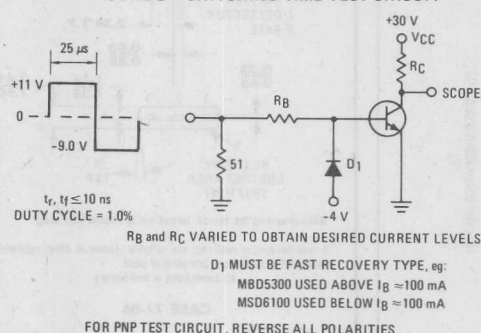 +30 V
VCC
25 µs
RC
+11 V
SCOPE
RB
0
-9.0 V
51
D1
tr, tf ≤ 10 ns
DUTY CYCLE = 1.0%
-4 V
RB and RC VARIED TO OBTAIN DESIRED CURRENT LEVELS
D1 MUST BE FAST RECOVERY TYPE, eg:
MBD5300 USED ABOVE IB ≈100 mA
MSD6100 USED BELOW IB ≈100 mA
FOR PNP TEST CIRCUIT, REVERSE ALL POLARITIES